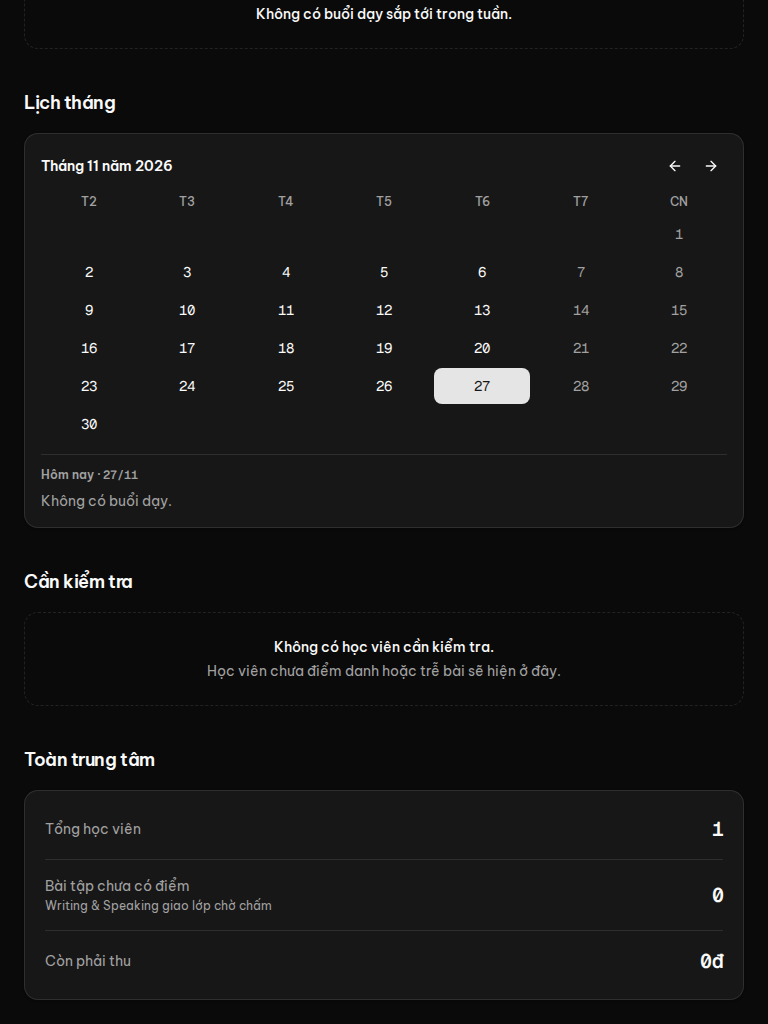 Không có buổi dạy sắp tới trong tuần.
Lịch tháng
Tháng 11 năm 2026
T2 T3 T4 T5 T6 T7 CN
1
2 3 4 5 6 7 8
9 10 11 12 13 14 15
16 17 18 19 20 21 22
23 24 25 26 27 28 29
30
Hôm nay · 27/11
Không có buổi dạy.
Cần kiểm tra
Không có học viên cần kiểm tra.
Học viên chưa điểm danh hoặc trễ bài sẽ hiện ở đây.
Toàn trung tâm
Tổng học viên 1
Bài tập chưa có điểm 0
Writing & Speaking giao lớp chờ chấm
Còn phải thu 0đ